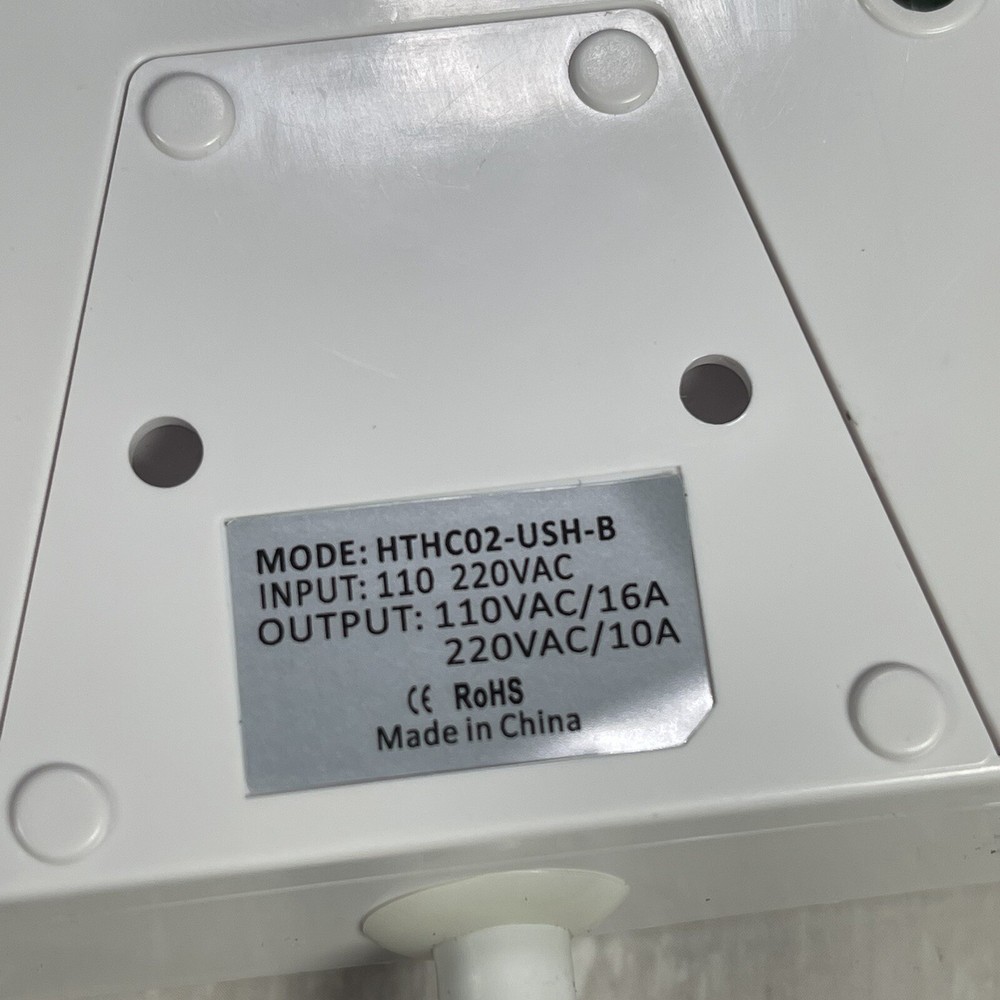 MODE: HTHC02-USH-B
INPUT: 110 220VAC
OUTPUT: 110VAC/16A
220VAC/10A
CE RoHS
Made in China